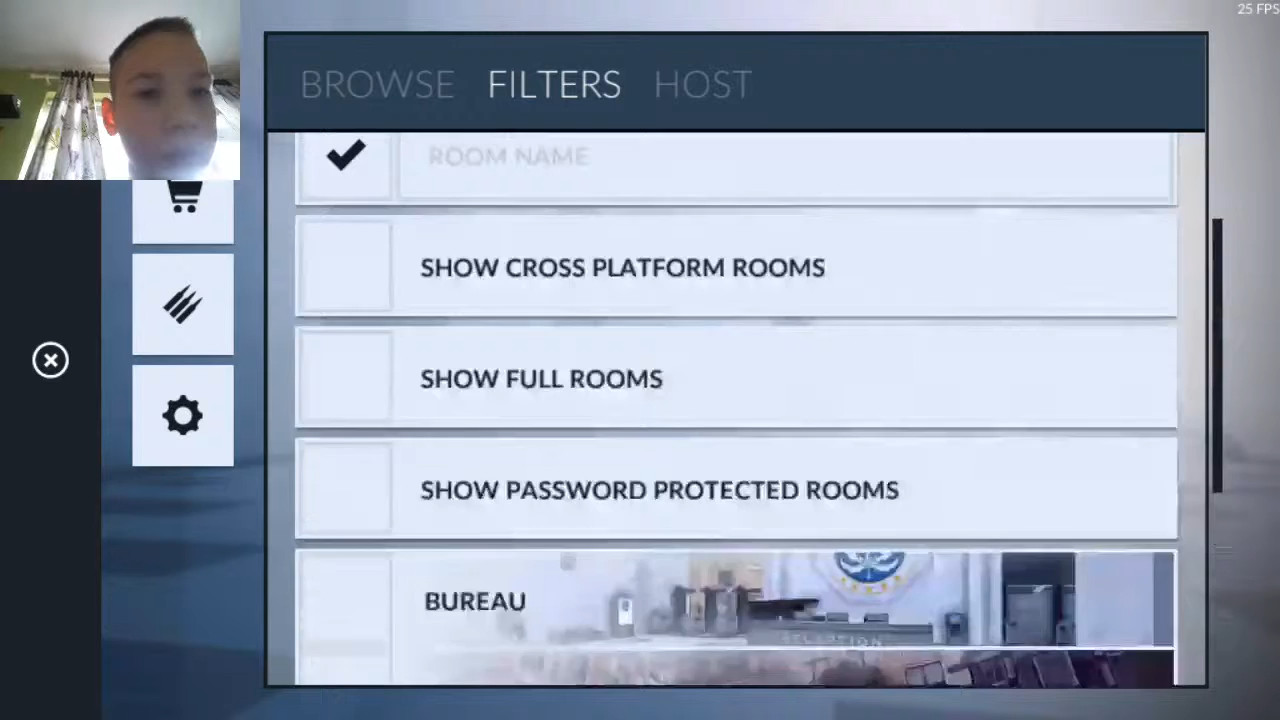 25 FPS
BROWSE FILTERS HOST
ROOM NAME
SHOW CROSS PLATFORM ROOMS
SHOW FULL ROOMS
SHOW PASSWORD PROTECTED ROOMS
BUREAU
RECEPTION